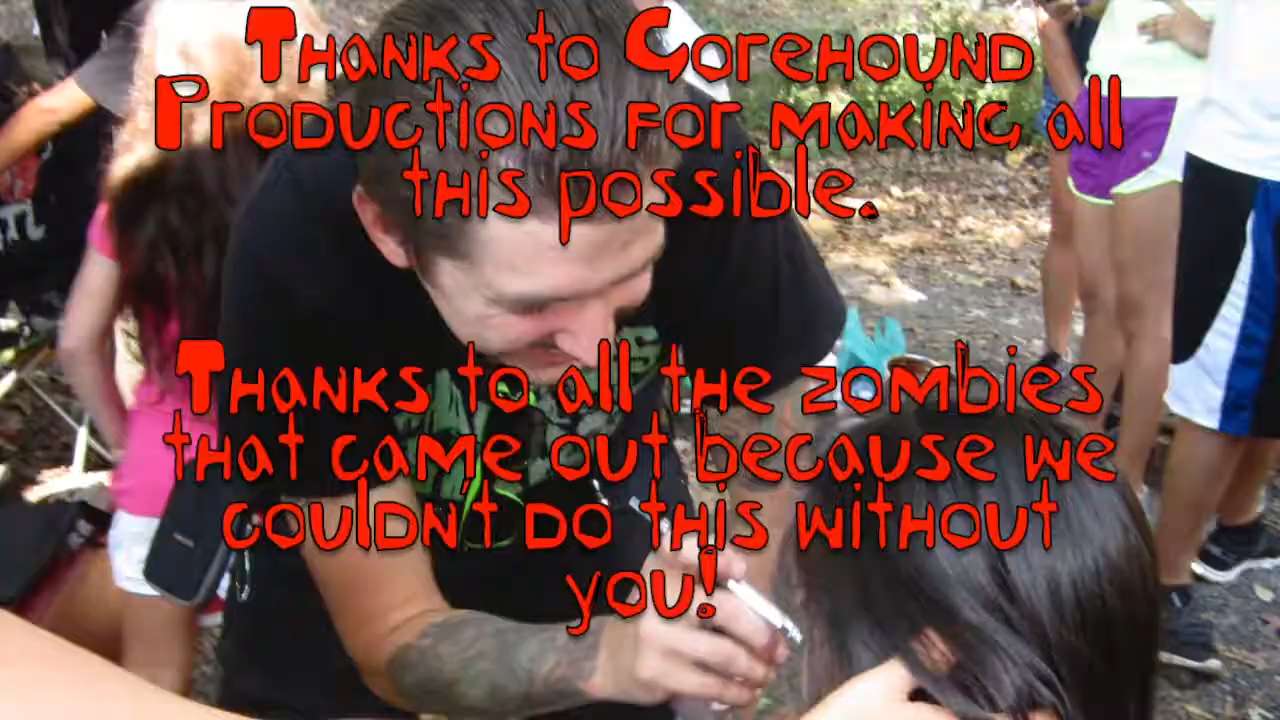 Thanks to Gorehound
Productions for making all
this possible.
Thanks to all the zombies
that came out because we
couldn't do this without
you!